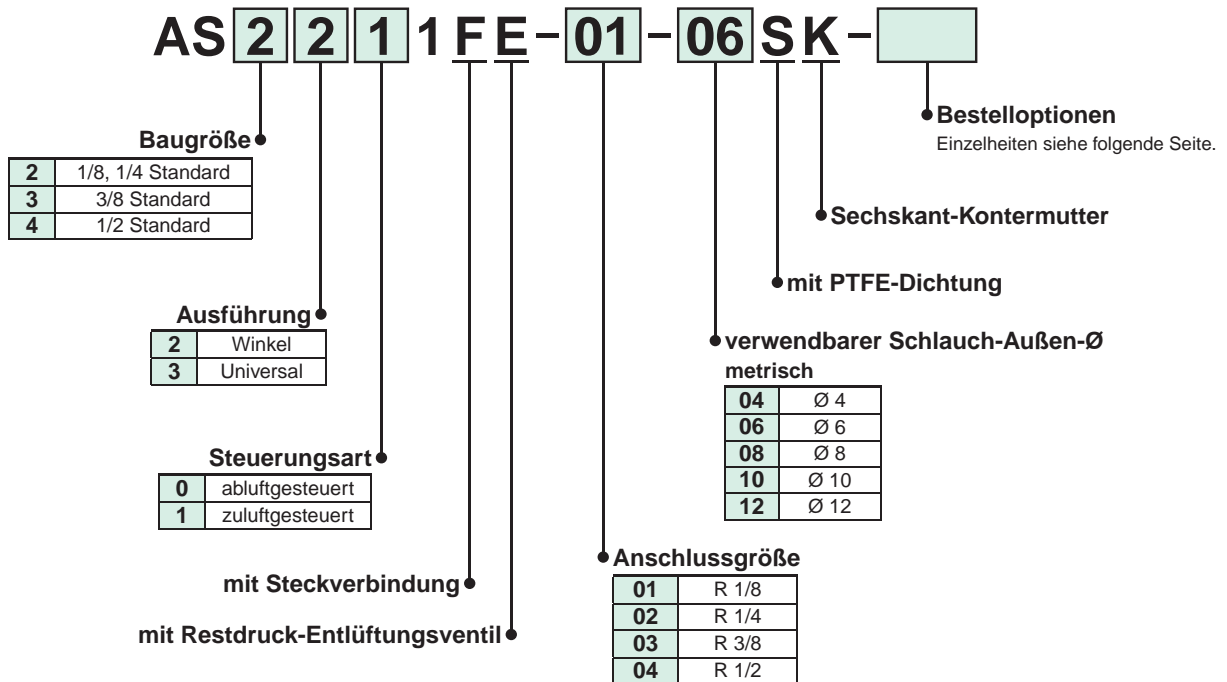 AS 2 2 1 1 F E – 01 – 06 S K –
Bestelloptionen
Einzelheiten siehe folgende Seite.
Baugröße
2 1/8, 1/4 Standard
3 3/8 Standard
4 1/2 Standard
Sechskant-Kontermutter
mit PTFE-Dichtung
Ausführung
2 Winkel
3 Universal
verwendbarer Schlauch-Außen-Ø
metrisch
04 Ø 4
06 Ø 6
08 Ø 8
10 Ø 10
12 Ø 12
Steuerungsart
0 abluftgesteuert
1 zuluftgesteuert
Anschlussgröße
01 R 1/8
02 R 1/4
03 R 3/8
04 R 1/2
mit Steckverbindung
mit Restdruck-Entlüftungsventil